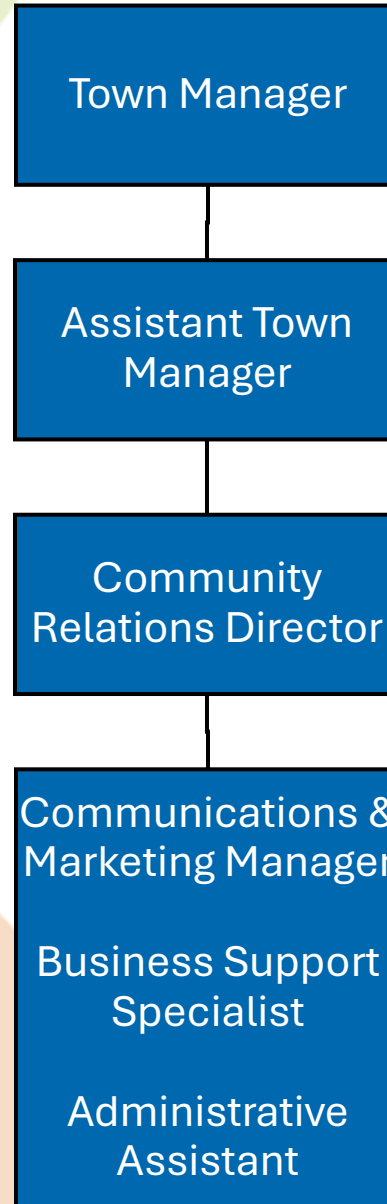 Town Manager
Assistant Town
Manager
Community
Relations Director
Communications &
Marketing Manager
Business Support
Specialist
Administrative
Assistant